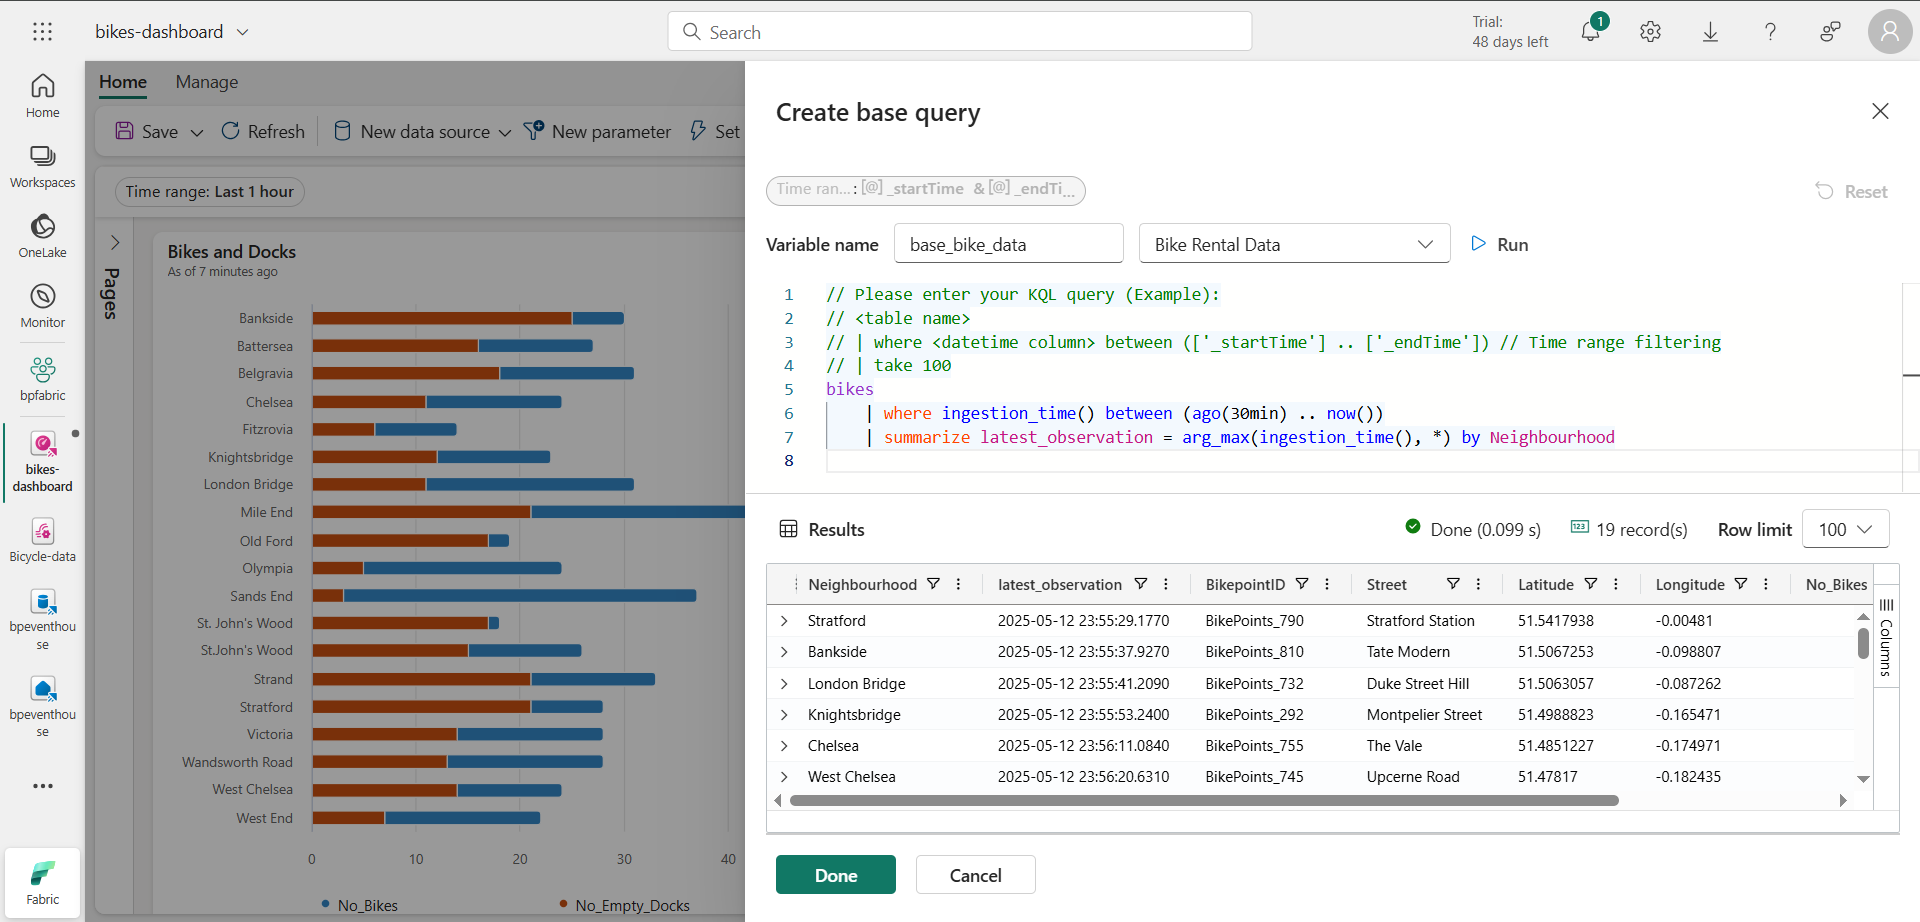 bikes-dashboard
Search
Trial:
48 days left
1
Home
Workspaces
OneLake
Monitor
bpfabric
bikes-
dashboard
Bicycle-data
bpeventhou
se
bpeventhou
se
Fabric
Home Manage
Save Refresh New data source New parameter Set
Time range: Last 1 hour
Pages
Bikes and Docks
As of 7 minutes ago
Bankside
Battersea
Belgravia
Chelsea
Fitzrovia
Knightsbridge
London Bridge
Mile End
Old Ford
Olympia
Sands End
St. John's Wood
St.John's Wood
Strand
Stratford
Victoria
Wandsworth Road
West Chelsea
West End
0 10 20 30 40
No_Bikes No_Empty_Docks
Create base query
Time ran... : [@] _startTime & [@] _endTi...
Reset
Variable name base_bike_data Bike Rental Data Run
1 // Please enter your KQL query (Example):
2 // <table name>
3 // | where <datetime column> between (['_startTime'] .. ['_endTime']) // Time range filtering
4 // | take 100
5 bikes
6 | where ingestion_time() between (ago(30min) .. now())
7 | summarize latest_observation = arg_max(ingestion_time(), *) by Neighbourhood
8
Results Done (0.099 s) 123 19 record(s) Row limit 100
Neighbourhood latest_observation BikepointID Street Latitude Longitude No_Bikes
Stratford 2025-05-12 23:55:29.1770 BikePoints_790 Stratford Station 51.5417938 -0.00481
Bankside 2025-05-12 23:55:37.9270 BikePoints_810 Tate Modern 51.5067253 -0.098807
London Bridge 2025-05-12 23:55:41.2090 BikePoints_732 Duke Street Hill 51.5063057 -0.087262
Knightsbridge 2025-05-12 23:55:53.2400 BikePoints_292 Montpelier Street 51.4988823 -0.165471
Chelsea 2025-05-12 23:56:11.0840 BikePoints_755 The Vale 51.4851227 -0.174971
West Chelsea 2025-05-12 23:56:20.6310 BikePoints_745 Upcerne Road 51.47817 -0.182435
Columns
Done Cancel